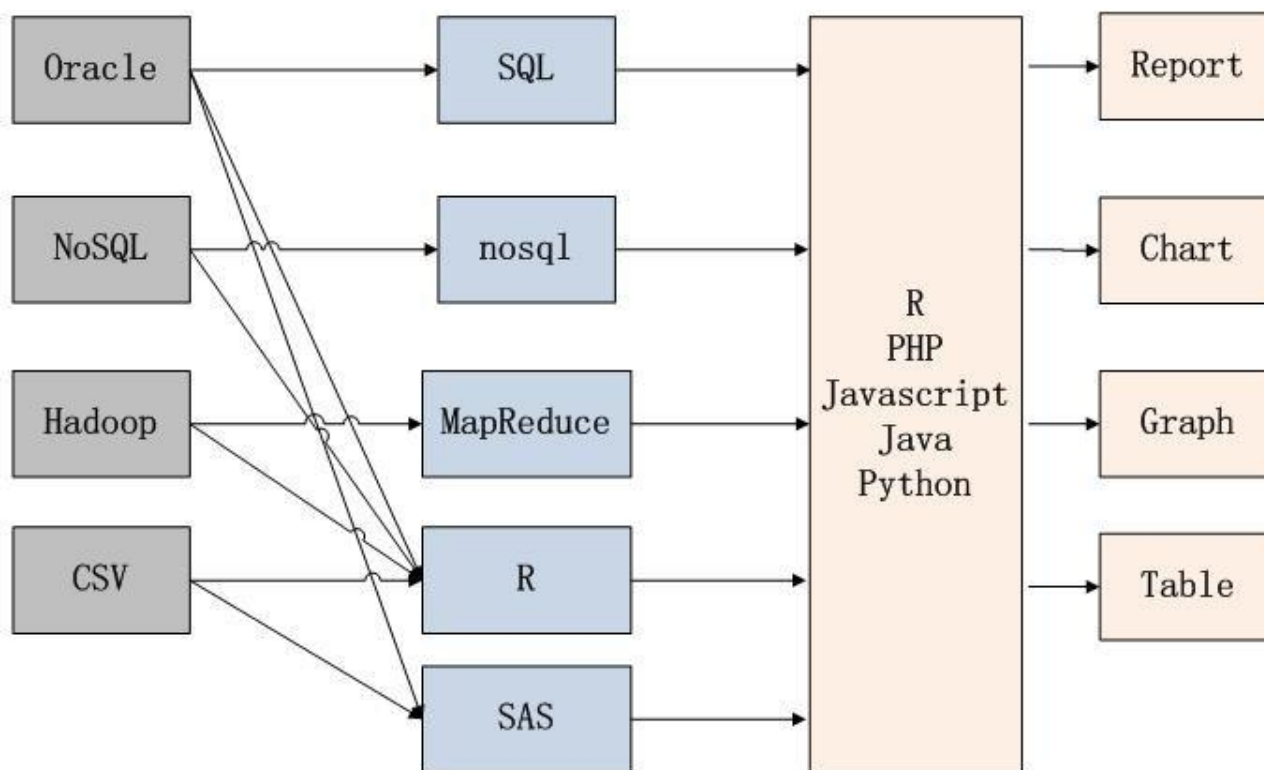 Oracle
SQL
Report
NoSQL
nosql
Chart
R
PHP
Javascript
Java
Python
Hadoop
MapReduce
Graph
CSV
R
Table
SAS